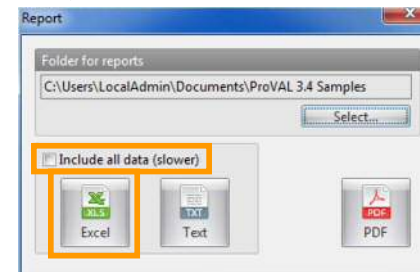 Report
Folder for reports
C:\Users\LocalAdmin\Documents\ProVAL 3.4 Samples
Select...
Include all data (slower)
XLS
TXT
PDF
Excel
Text
PDF